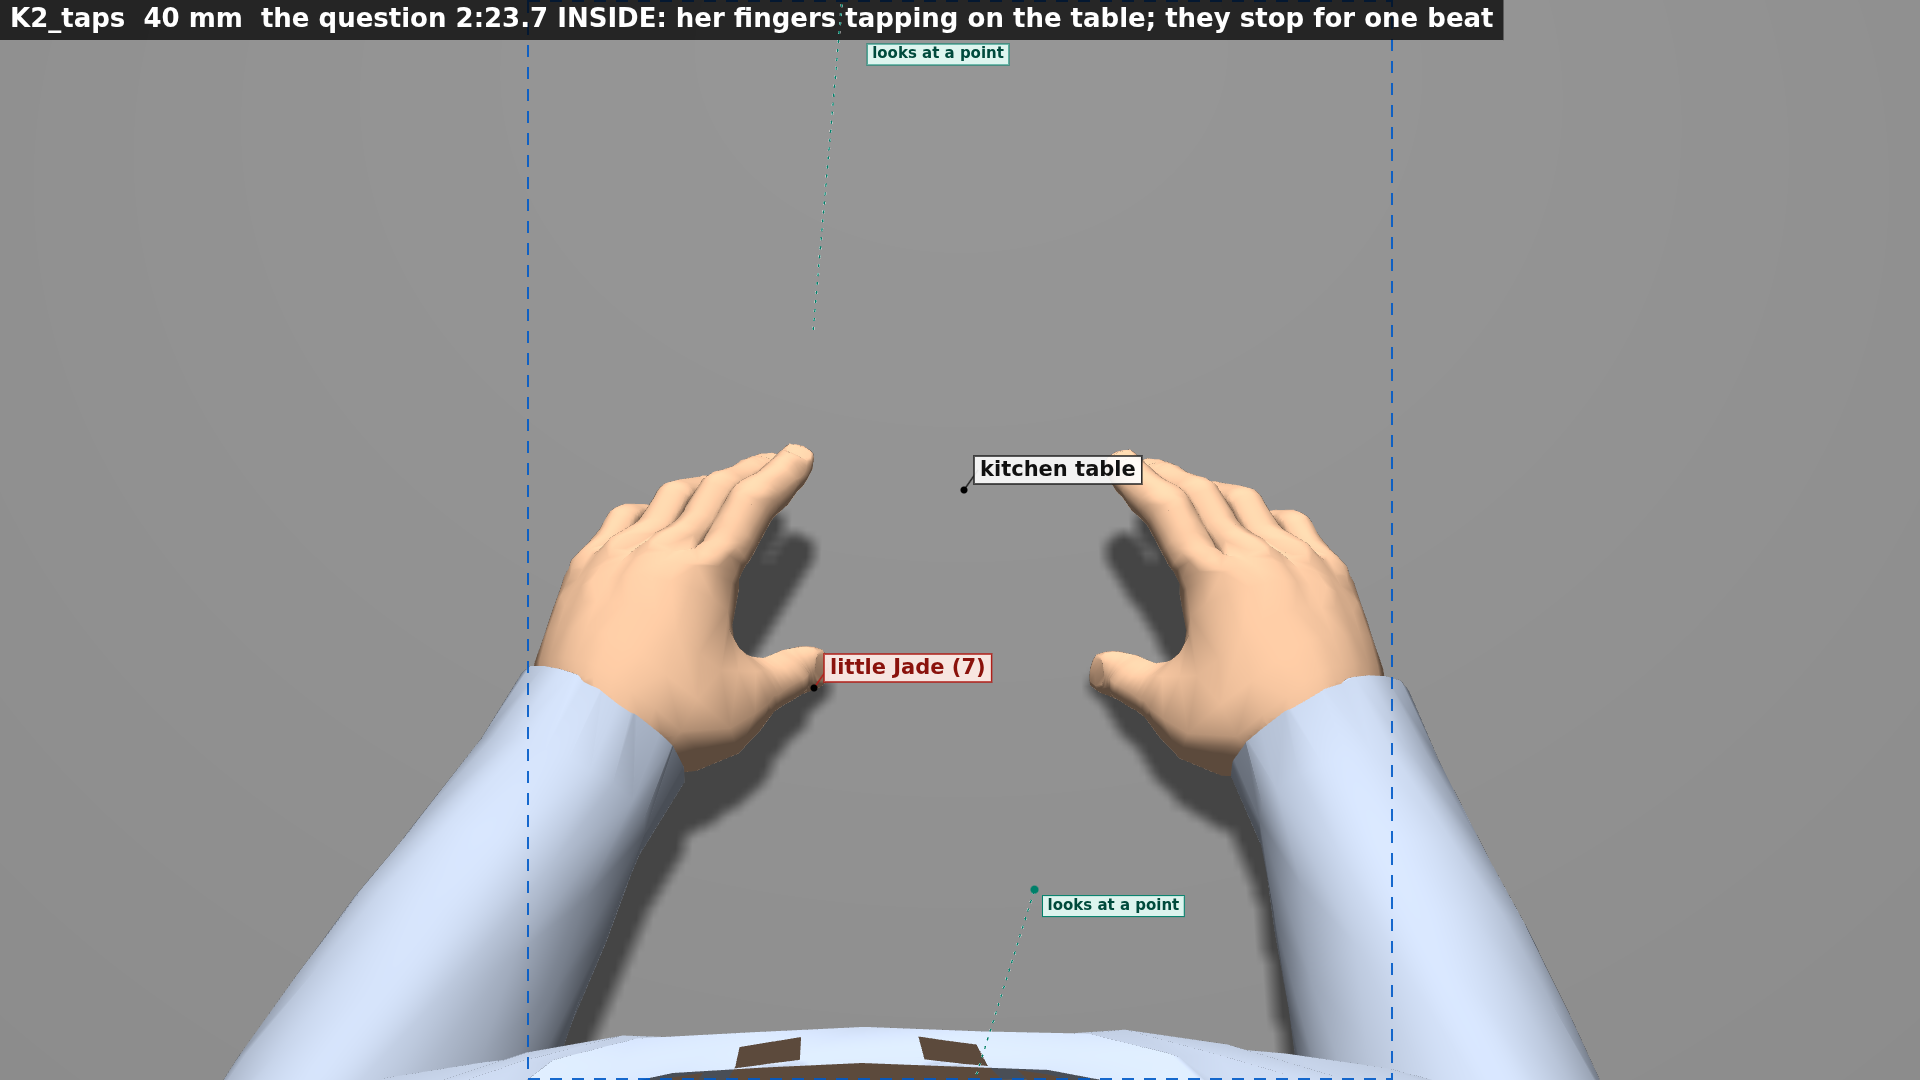 K2_taps  40 mm  the question 2:23.7 INSIDE: her fingers tapping on the table; they stop for one beat
looks at a point
kitchen table
little Jade (7)
looks at a point